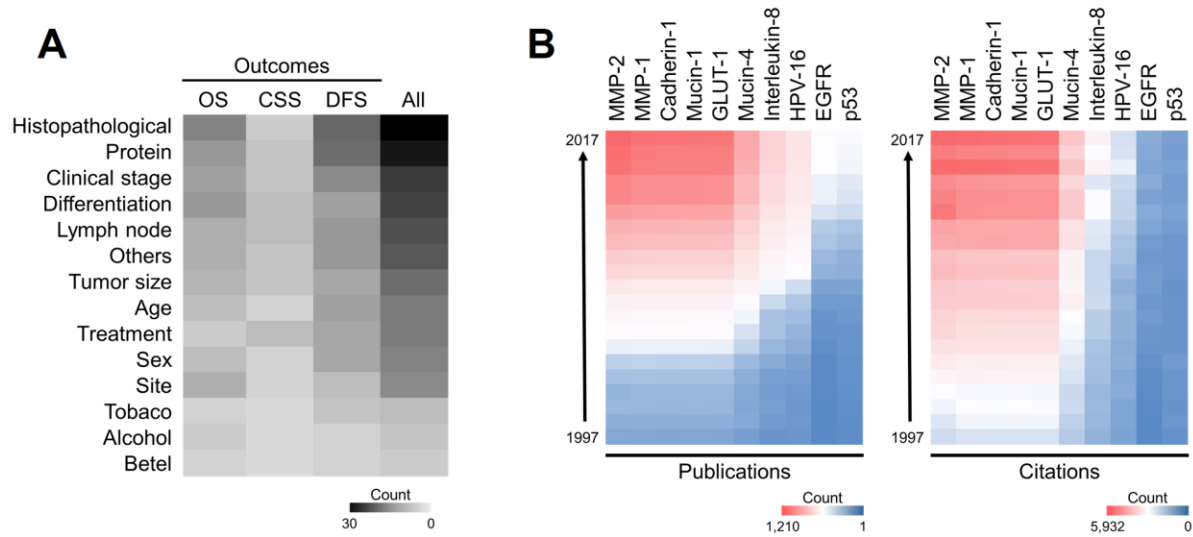 A
Outcomes
OS CSS DFS All
Histopathological
Protein
Clinical stage
Differentiation
Lymph node
Others
Tumor size
Age
Treatment
Sex
Site
Tobaco
Alcohol
Betel
Count
30 0
B
MMP-2
MMP-1
Cadherin-1
Mucin-1
GLUT-1
Mucin-4
Interleukin-8
HPV-16
EGFR
p53
2017
1997
Publications
Count
1,210 1
MMP-2
MMP-1
Cadherin-1
Mucin-1
GLUT-1
Mucin-4
Interleukin-8
HPV-16
EGFR
p53
2017
1997
Citations
Count
5,932 0